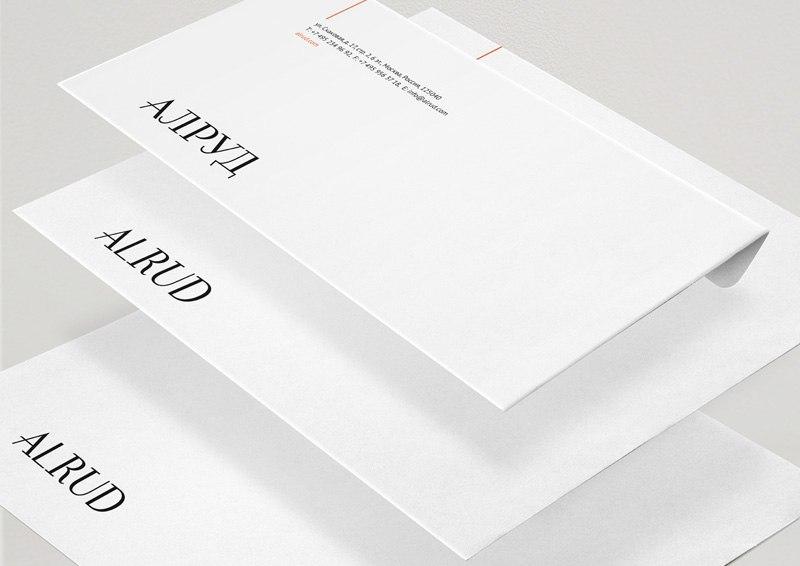 ул. Скаковая, д. 17, стр. 2, 6 эт., Москва, Россия, 125040
Т: +7 495 234 96 92, F: +7 495 956 37 18, E: info@alrud.com
alrud.com
АЛРУД
ALRUD
ALRUD